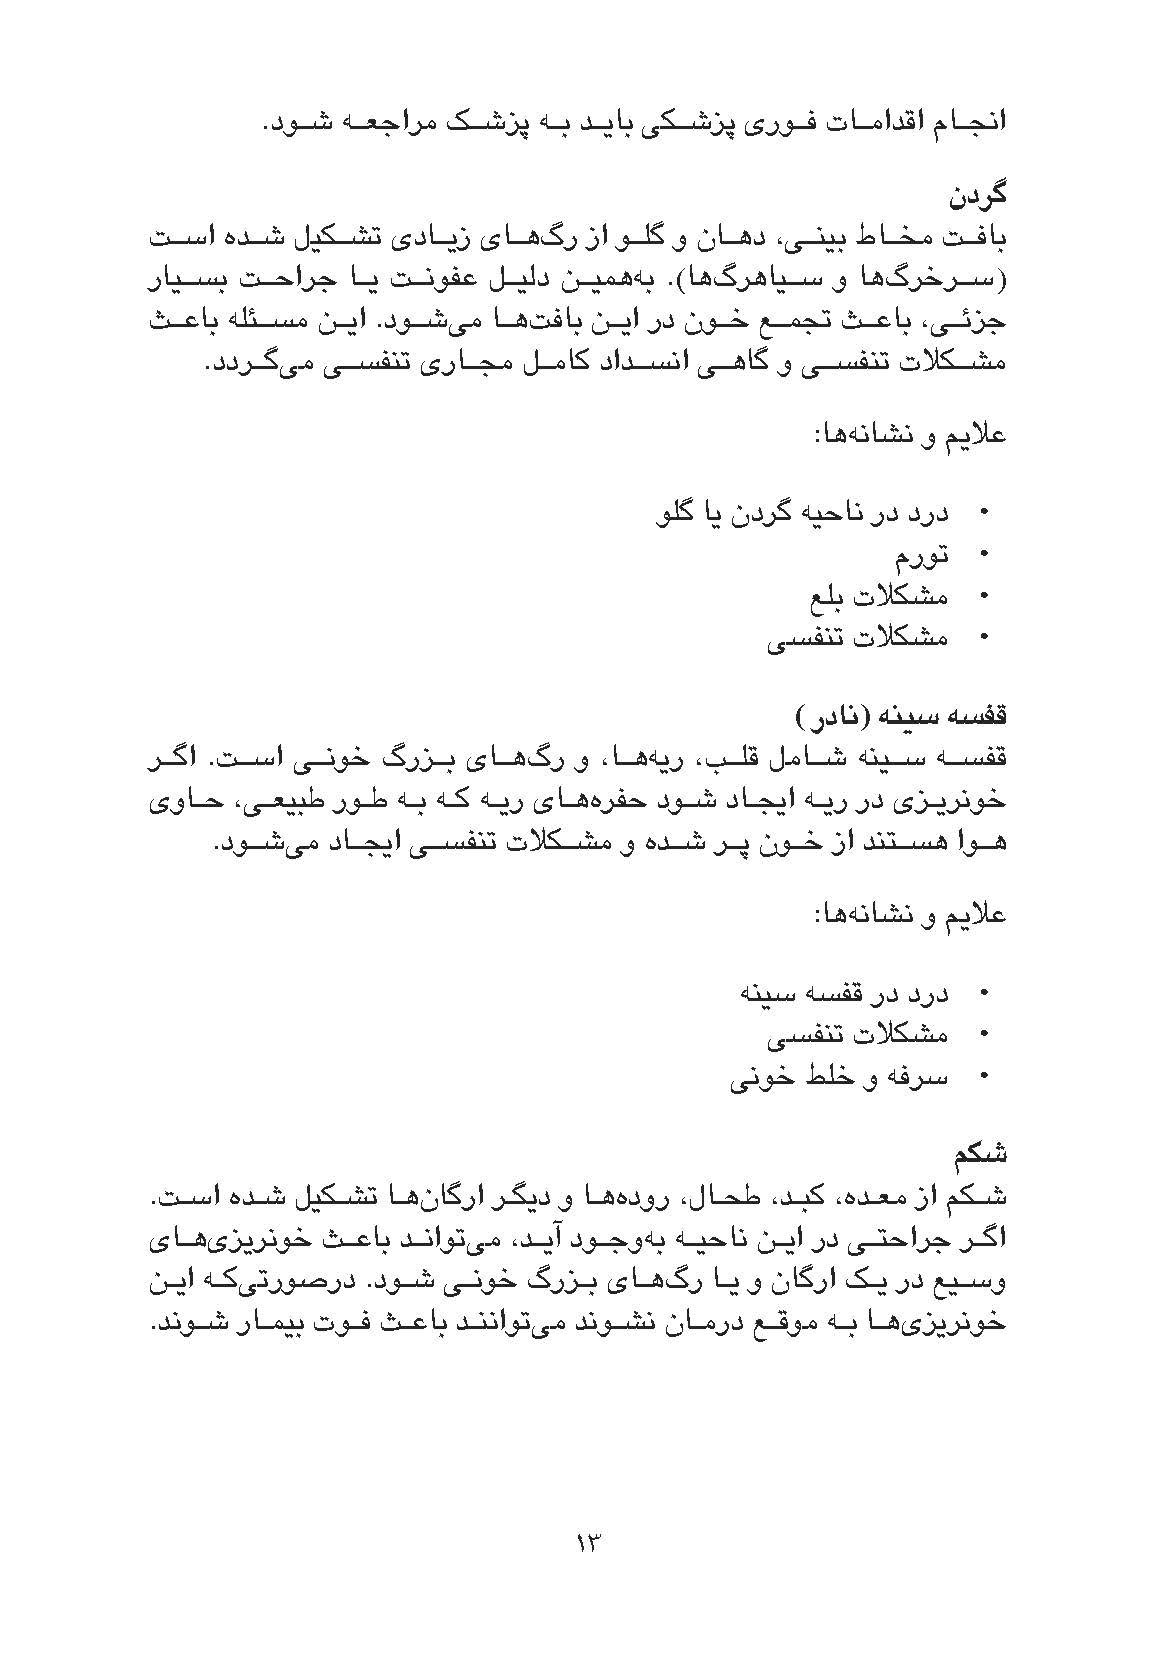 انجام اقدامات فوری پزشکی باید به پزشک مراجعه شود.
گردن
بافت مخاط بینی، دهان و گلو از رگ‌های زیادی تشکیل شده است
(سرخرگ‌ها و سیاهرگ‌ها). به‌همین دلیل عفونت یا جراحت بسیار
جزئی، باعث تجمع خون در این بافت‌ها می‌شود. این مسئله باعث
مشکلات تنفسی و گاهی انسداد کامل مجاری تنفسی می‌گردد.
علایم و نشانه‌ها:
• درد در ناحیه گردن یا گلو
• تورم
• مشکلات بلع
• مشکلات تنفسی
قفسه سینه (نادر)
قفسه سینه شامل قلب، ریه‌ها، و رگ‌های بزرگ خونی است. اگر
خونریزی در ریه ایجاد شود حفره‌های ریه که به طور طبیعی، حاوی
هوا هستند از خون پر شده و مشکلات تنفسی ایجاد می‌شود.
علایم و نشانه‌ها:
• درد در قفسه سینه
• مشکلات تنفسی
• سرفه و خلط خونی
شکم
شکم از معده، کبد، طحال، روده‌ها و دیگر ارگان‌ها تشکیل شده است.
اگر جراحتی در این ناحیه به‌وجود آید، می‌تواند باعث خونریزی‌های
وسیع در یک ارگان و یا رگ‌های بزرگ خونی شود. درصورتی‌که این
خونریزی‌ها به موقع درمان نشوند می‌توانند باعث فوت بیمار شوند.
۱۳